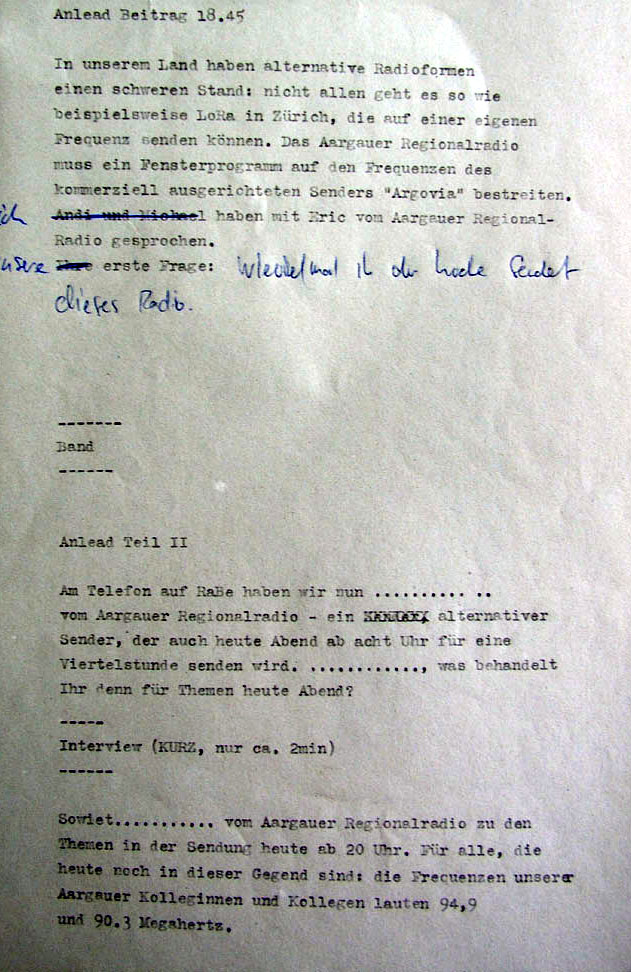 Anlead Beitrag 18.45
In unserem Land haben alternative Radioformen
einen schweren Stand: nicht allen geht es so wie
beispielsweise LoRa in Zürich, die auf einer eigenen
Frequenz senden können. Das Aargauer Regionalradio
muss ein Fensterprogramm auf den Frequenzen des
kommerziell ausgerichteten Senders "Argovia" bestreiten.
ich Andi und Michael haben mit Eric vom Aargauer Regional-
Radio gesprochen.
unsere Ihre erste Frage: Wieviel mal in der Woche sendet
dieses Radio.
-------
Band
------
Anlead Teil II
Am Telefon auf RaBe haben wir nun .......... ..
vom Aargauer Regionalradio - ein alternativer
Sender, der auch heute Abend ab acht Uhr für eine
Viertelstunde senden wird. ............, was behandelt
Ihr denn für Themen heute Abend?
-----
Interview (KURZ, nur ca. 2min)
------
Soviet........... vom Aargauer Regionalradio zu den
Themen in der Sendung heute ab 20 Uhr. Für alle, die
heute noch in dieser Gegend sind: die Frequenzen unserer
Aargauer Kolleginnen und Kollegen lauten 94,9
und 90.3 Megahertz.